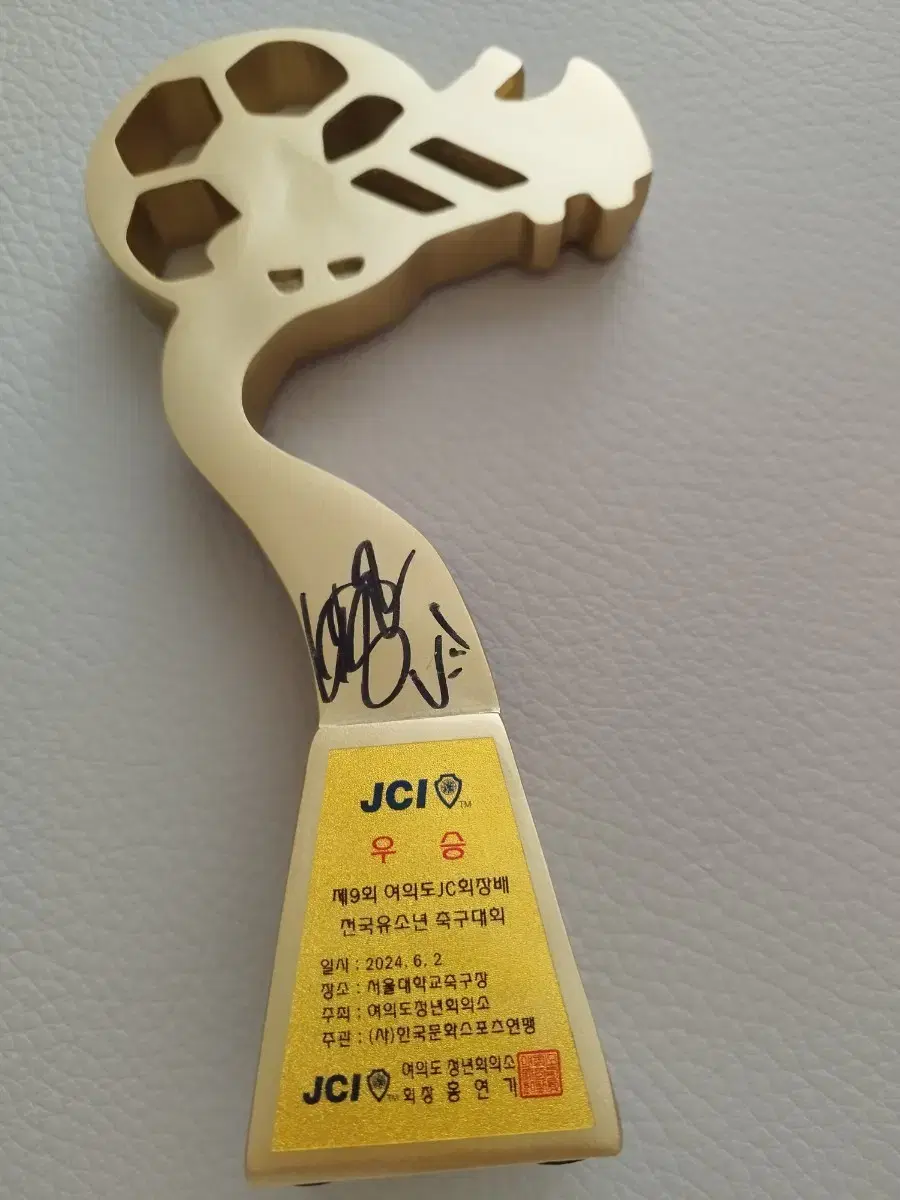 JCI TM
우 승
제9회 여의도JC회장배
전국유소년 축구대회
일시 : 2024. 6. 2
장소 : 서울대학교축구장
주최 : 여의도청년회의소
주관 : (사)한국문화스포츠연맹
JCI TM 여의도 청년회의소
회장 홍 연 기